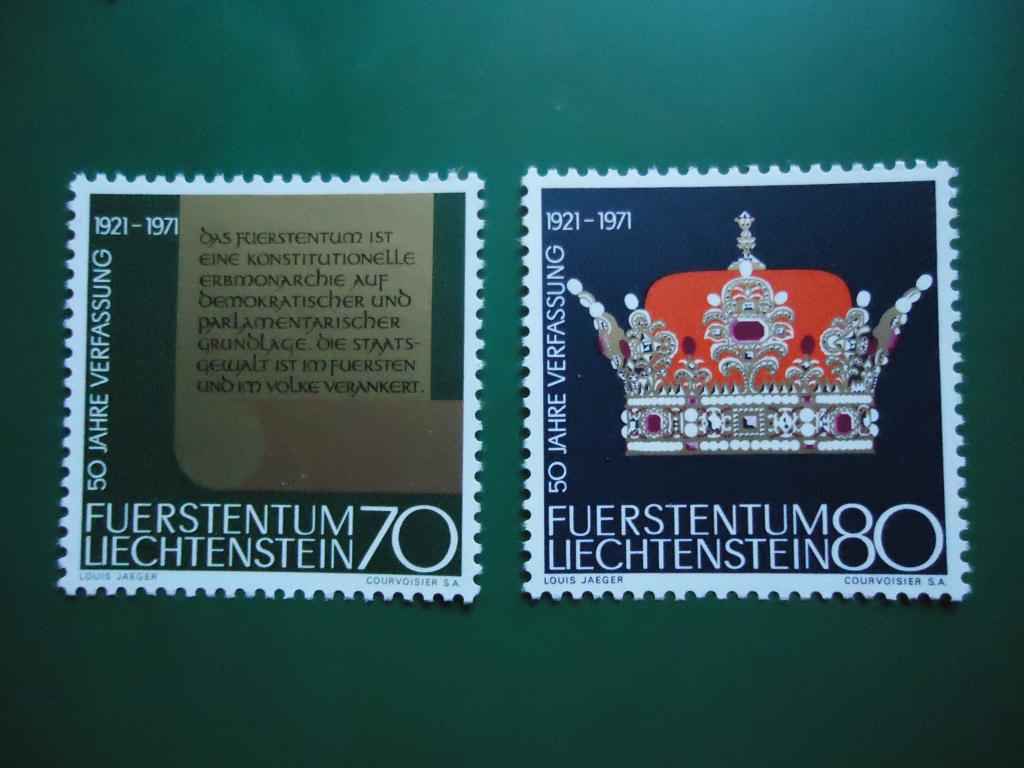 1921-1971
50 JAHRE VERFASSUNG
DAS FUERSTENTUM IST
EINE KONSTITUTIONELLE
ERBMONARCHIE AUF
DEMOKRATISCHER UND
PARLAMENTARISCHER
GRUNDLAGE. DIE STAATS-
GEWALT IST IM FUERSTEN
UND IM VOLKE VERANKERT.
FUERSTENTUM
LIECHTENSTEIN 70
LOUIS JAEGER
COURVOISIER S.A.
1921-1971
50 JAHRE VERFASSUNG
FUERSTENTUM
LIECHTENSTEIN 80
LOUIS JAEGER
COURVOISIER S.A.